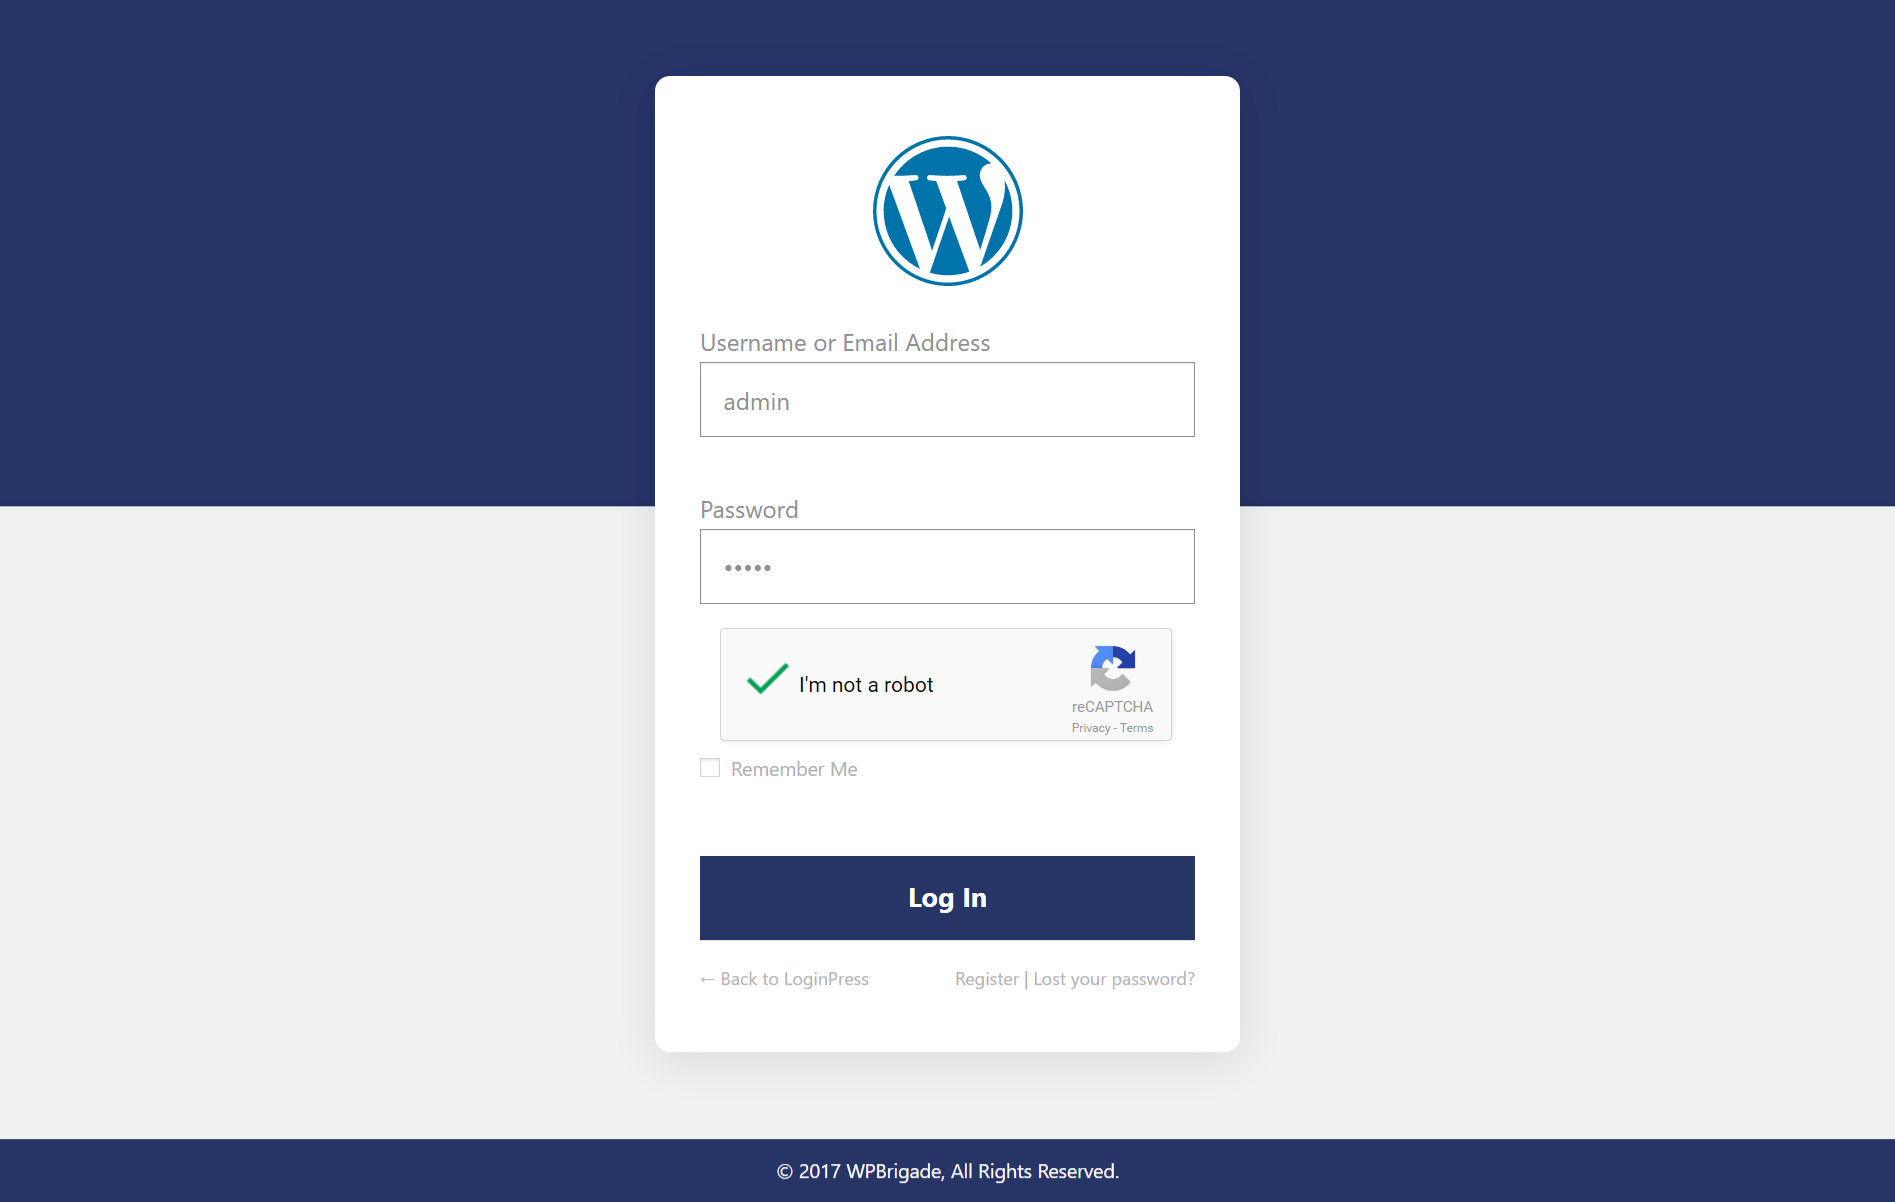 Username or Email Address
admin
Password
•••••
I'm not a robot
reCAPTCHA
Privacy - Terms
Remember Me
Log In
← Back to LoginPress
Register | Lost your password?
© 2017 WPBrigade, All Rights Reserved.